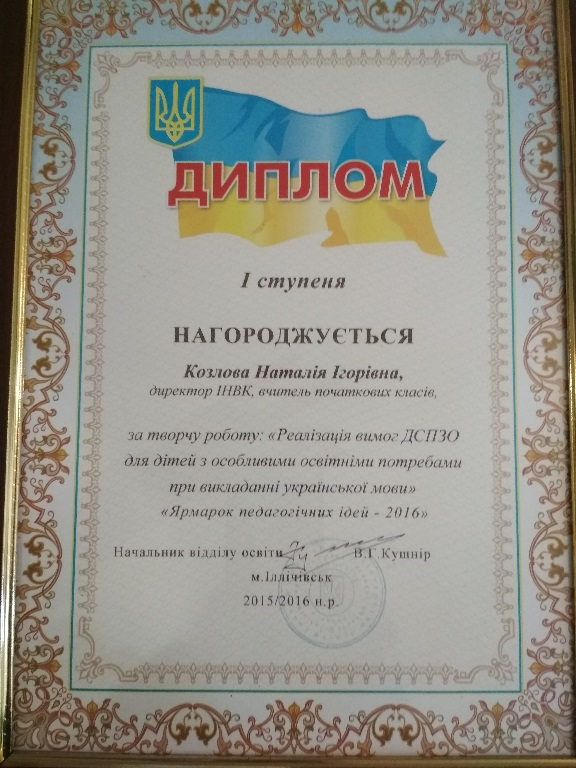 ДИПЛОМ
І ступеня
НАГОРОДЖУЄТЬСЯ
Козлова Наталія Ігорівна,
директор ІНВК, вчитель початкових класів,
за творчу роботу: «Реалізація вимог ДСПЗО
для дітей з особливими освітніми потребами
при викладанні української мови»
«Ярмарок педагогічних ідей - 2016»
Начальник відділу освіти В.Г.Кушнір
м.Іллічівськ
2015/2016 н.р.